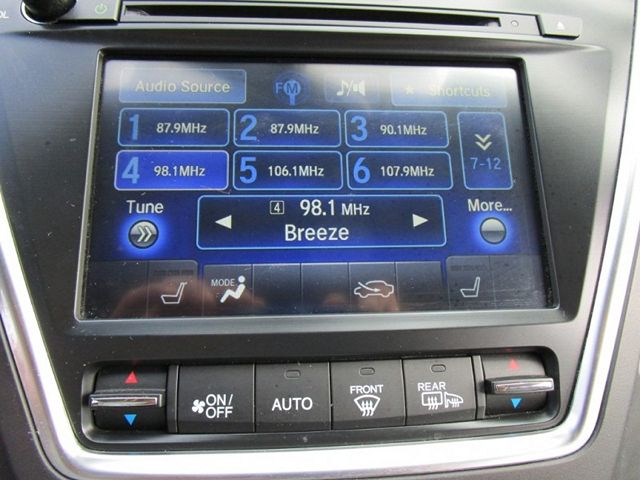 OL
Audio Source FM Shortcuts
1 87.9MHz 2 87.9MHz 3 90.1MHz
4 98.1MHz 5 106.1MHz 6 107.9MHz
7-12
Tune 4 98.1 MHz More...
Breeze
MODE
ON/OFF AUTO FRONT REAR